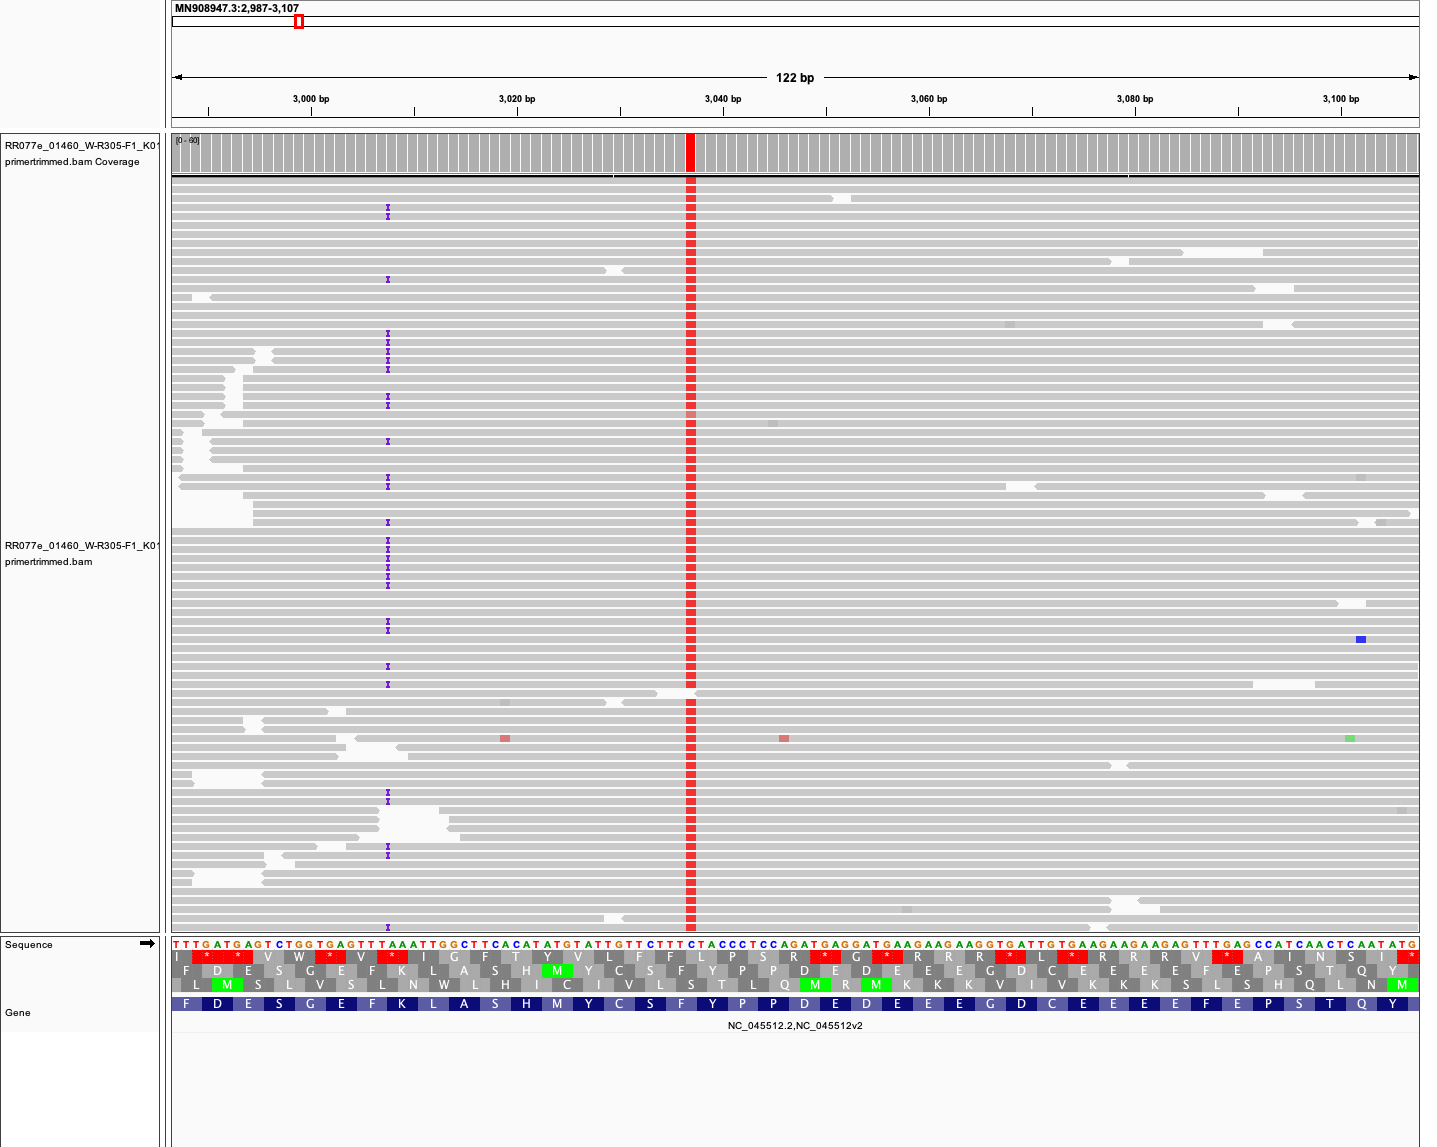 MN908947.3:2,987-3,107
122 bp
3,000 bp 3,020 bp 3,040 bp 3,060 bp 3,080 bp 3,100 bp
RR077e_01460_W-R305-F1_K01
primertrimmed.bam Coverage
[0 - 60]
RR077e_01460_W-R305-F1_K01
primertrimmed.bam
Sequence
TTTGATGAGTCTGGTGAGTTTAAATTGGCTTCACATATGTATTGTTCTTTCTACCCTCCAGATGAGGATGAAGAAGAAGGTGATTGTGAAGAAGAAGAGTTTGAGCCATCAACTCAATATG
I * * V W * V * I G F T Y V L F F L P S R * G * R R R * L * R R R V * A I N S I *
F D E S G E F K L A S H M Y C S F Y P P D E D E E E G D C E E E E F E P S T Q Y
L M S L V S L N W L H I C I V L S T L Q M R M K K K V I V K K K S L S H Q L N M
Gene
F D E S G E F K L A S H M Y C S F Y P P D E D E E E G D C E E E E F E P S T Q Y
NC_045512.2,NC_045512v2